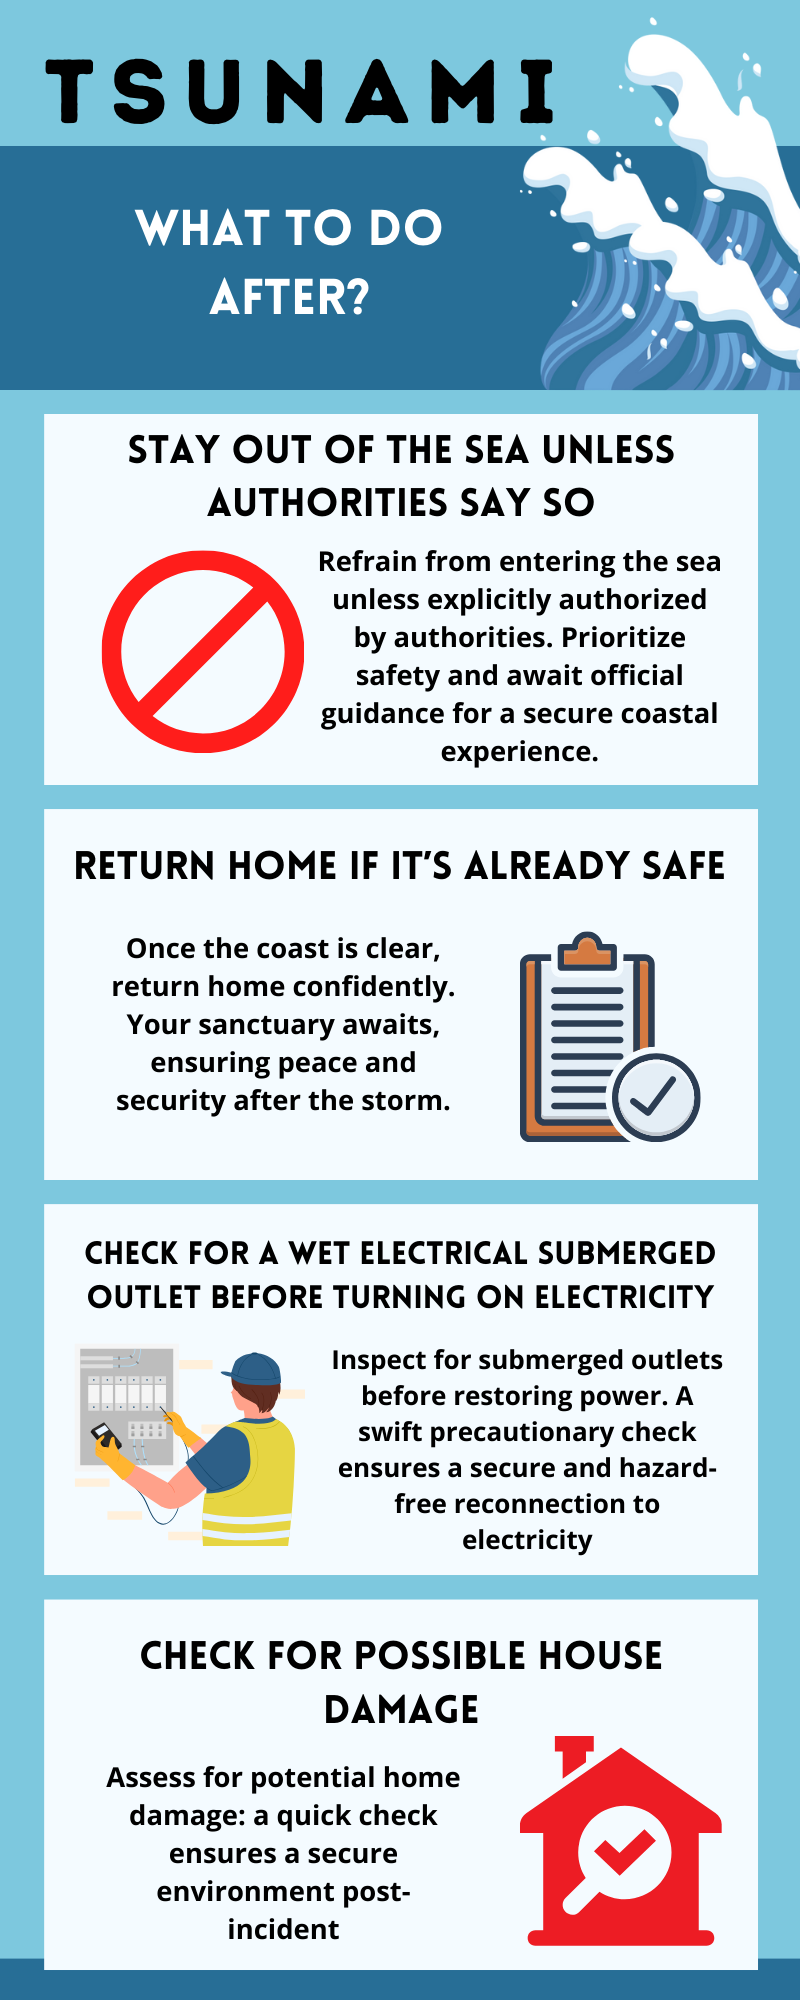 TSUNAMI
WHAT TO DO
AFTER?
STAY OUT OF THE SEA UNLESS
AUTHORITIES SAY SO
Refrain from entering the sea
unless explicitly authorized
by authorities. Prioritize
safety and await official
guidance for a secure coastal
experience.
RETURN HOME IF IT'S ALREADY SAFE
Once the coast is clear,
return home confidently.
Your sanctuary awaits,
ensuring peace and
security after the storm.
CHECK FOR A WET ELECTRICAL SUBMERGED
OUTLET BEFORE TURNING ON ELECTRICITY
Inspect for submerged outlets
before restoring power. A
swift precautionary check
ensures a secure and hazard-
free reconnection to
electricity
CHECK FOR POSSIBLE HOUSE
DAMAGE
Assess for potential home
damage: a quick check
ensures a secure
environment post-
incident